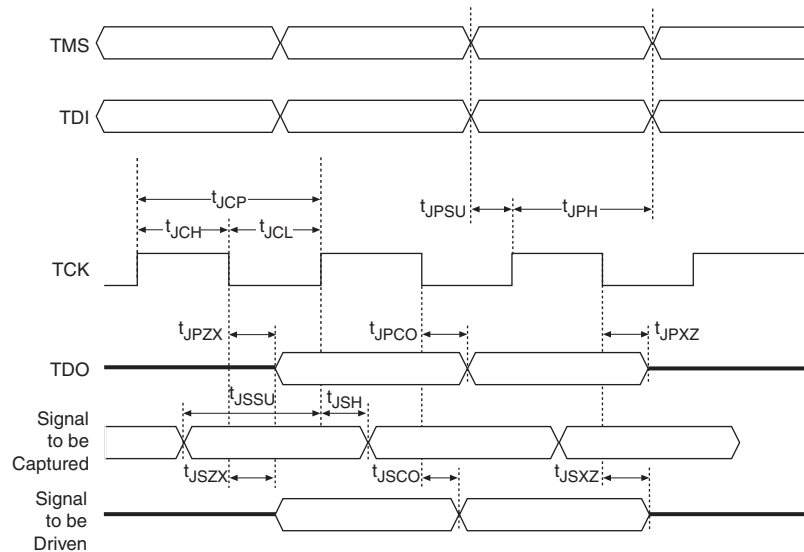 TMS
TDI
tJCP
tJPSU tJPH
tJCH tJCL
TCK
tJPZX tJPCO tJPXZ
TDO
tJSSU tJSH
Signal
to be
Captured
tJSZX tJSCO tJSXZ
Signal
to be
Driven